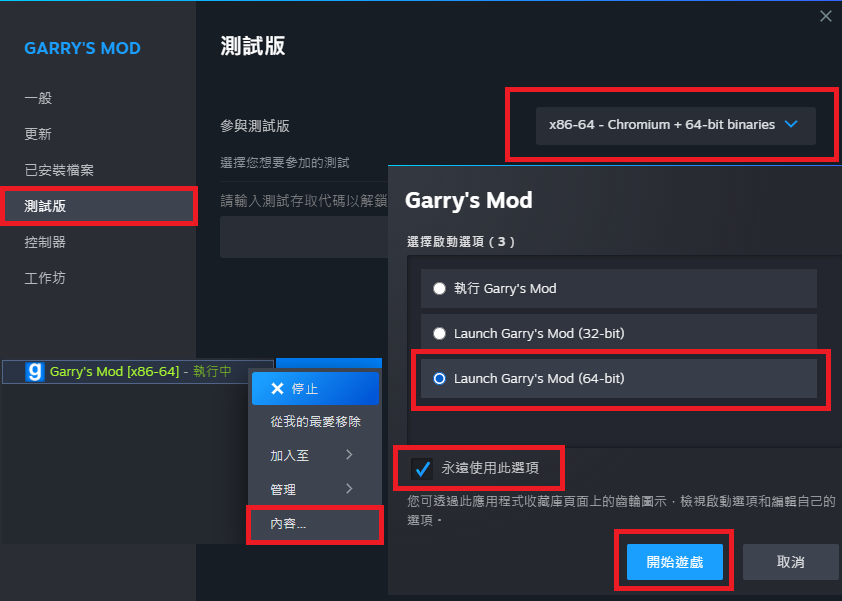 GARRY'S MOD
一般
更新
已安裝檔案
測試版
控制器
工作坊
測試版
參與測試版
x86-64 - Chromium + 64-bit binaries
選擇您想要參加的測試
請輸入測試存取代碼以解鎖
Garry's Mod [x86-64] - 執行中
停止
從我的最愛移除
加入至
管理
內容...
Garry's Mod
選擇啟動選項 ( 3 )
執行 Garry's Mod
Launch Garry's Mod (32-bit)
Launch Garry's Mod (64-bit)
永遠使用此選項
您可透過此應用程式收藏庫頁面上的齒輪圖示，檢視啟動選項和編輯自己的
選項。
開始遊戲
取消